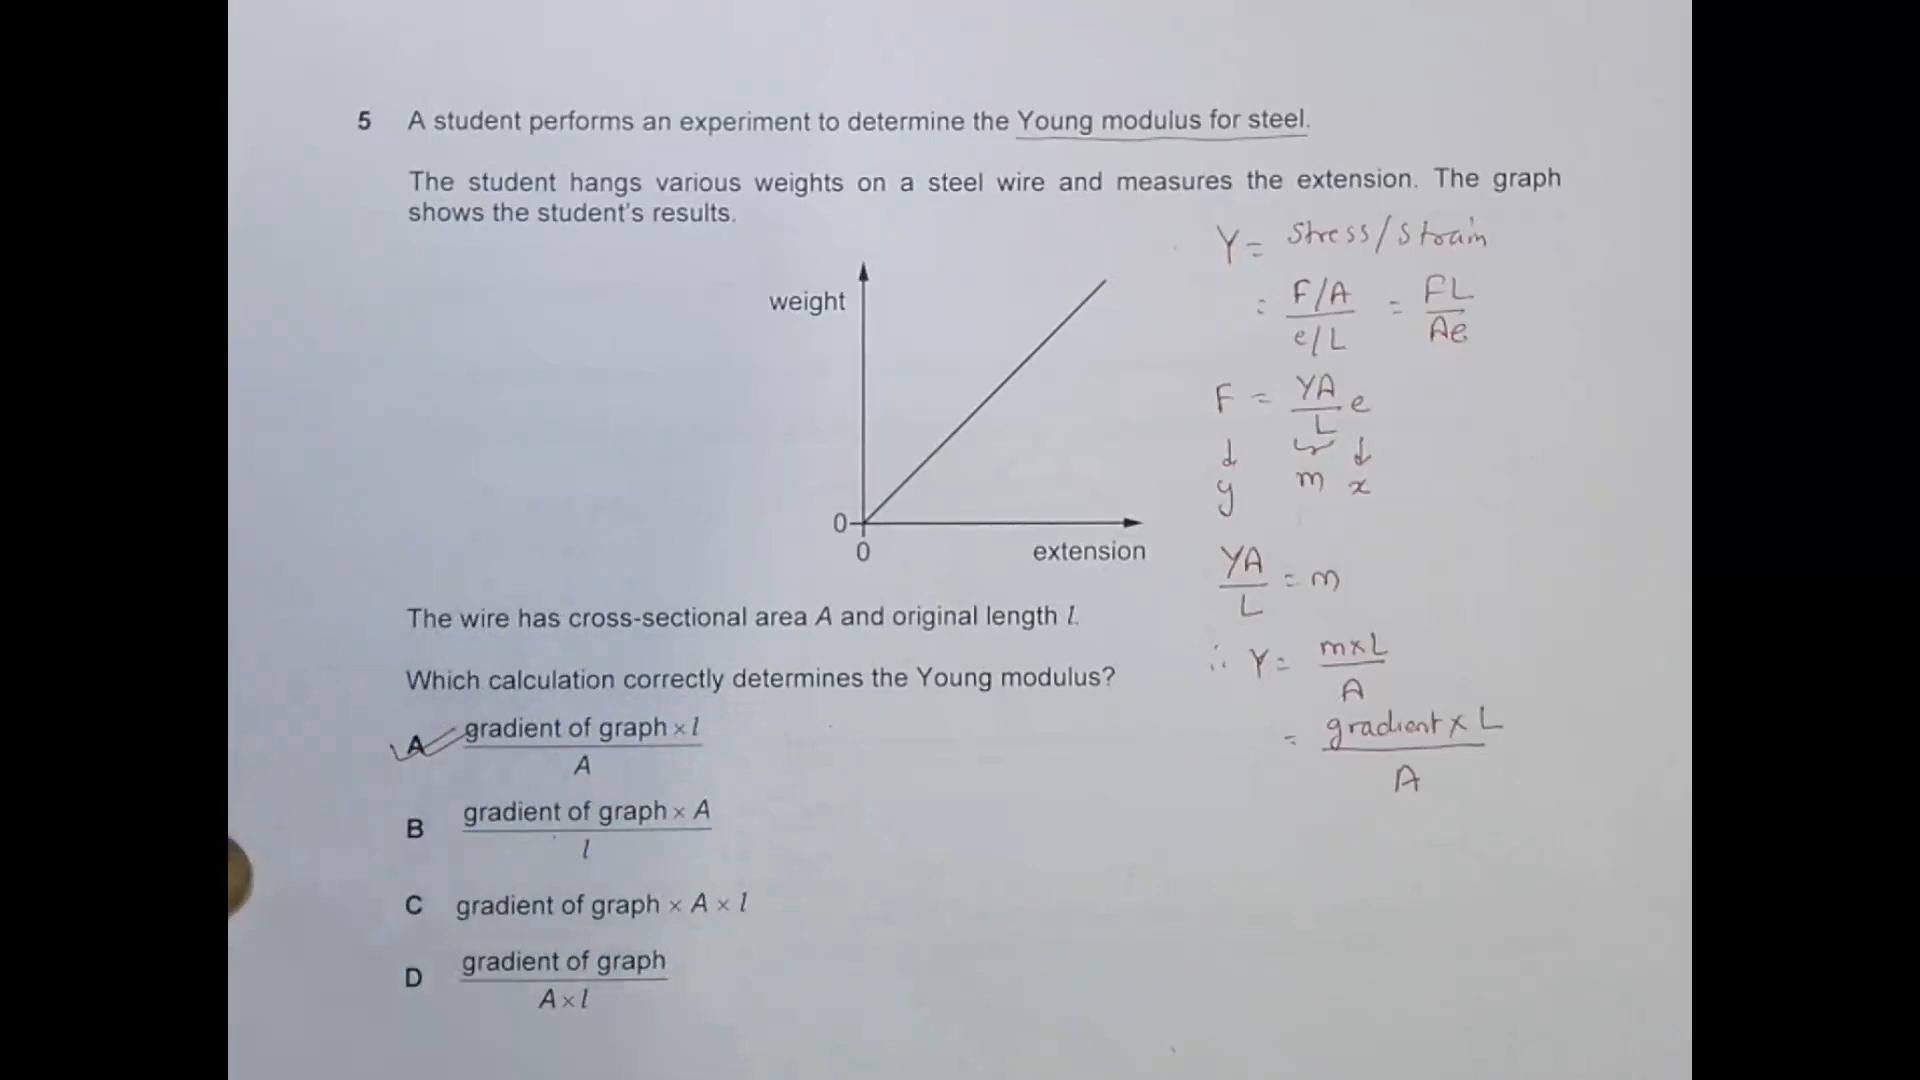 5 A student performs an experiment to determine the Young modulus for steel.
The student hangs various weights on a steel wire and measures the extension. The graph
shows the student's results.
weight
0
0
extension
The wire has cross-sectional area A and original length l.
Which calculation correctly determines the Young modulus?
A gradient of graph × l
A
B gradient of graph × A
l
C gradient of graph × A × l
D gradient of graph
A × l
Y = stress/strain
= F/A = FL
e/L Ae
F = YA e
L
↓ ↓
y m x
YA = m
L
∴ Y = m×L
A
= gradient × L
A